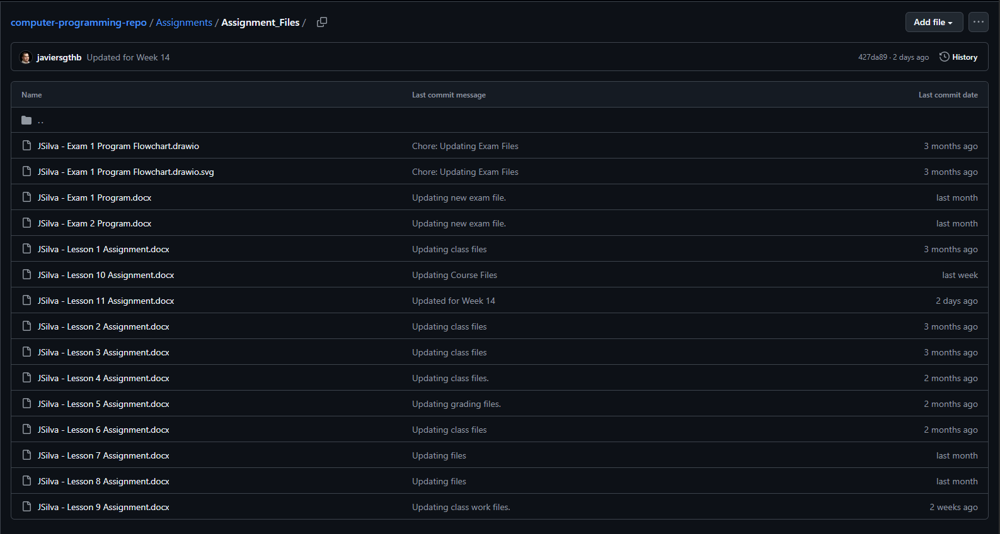 computer-programming-repo / Assignments / Assignment_Files /
Add file
javiersgthb Updated for Week 14
427da89 · 2 days ago History
Name Last commit message Last commit date
..
JSilva - Exam 1 Program Flowchart.drawio Chore: Updating Exam Files 3 months ago
JSilva - Exam 1 Program Flowchart.drawio.svg Chore: Updating Exam Files 3 months ago
JSilva - Exam 1 Program.docx Updating new exam file. last month
JSilva - Exam 2 Program.docx Updating new exam file. last month
JSilva - Lesson 1 Assignment.docx Updating class files 3 months ago
JSilva - Lesson 10 Assignment.docx Updating Course Files last week
JSilva - Lesson 11 Assignment.docx Updated for Week 14 2 days ago
JSilva - Lesson 2 Assignment.docx Updating class files 3 months ago
JSilva - Lesson 3 Assignment.docx Updating class files 3 months ago
JSilva - Lesson 4 Assignment.docx Updating class files. 2 months ago
JSilva - Lesson 5 Assignment.docx Updating grading files. 2 months ago
JSilva - Lesson 6 Assignment.docx Updating class files 2 months ago
JSilva - Lesson 7 Assignment.docx Updating files last month
JSilva - Lesson 8 Assignment.docx Updating files last month
JSilva - Lesson 9 Assignment.docx Updating class work files. 2 weeks ago